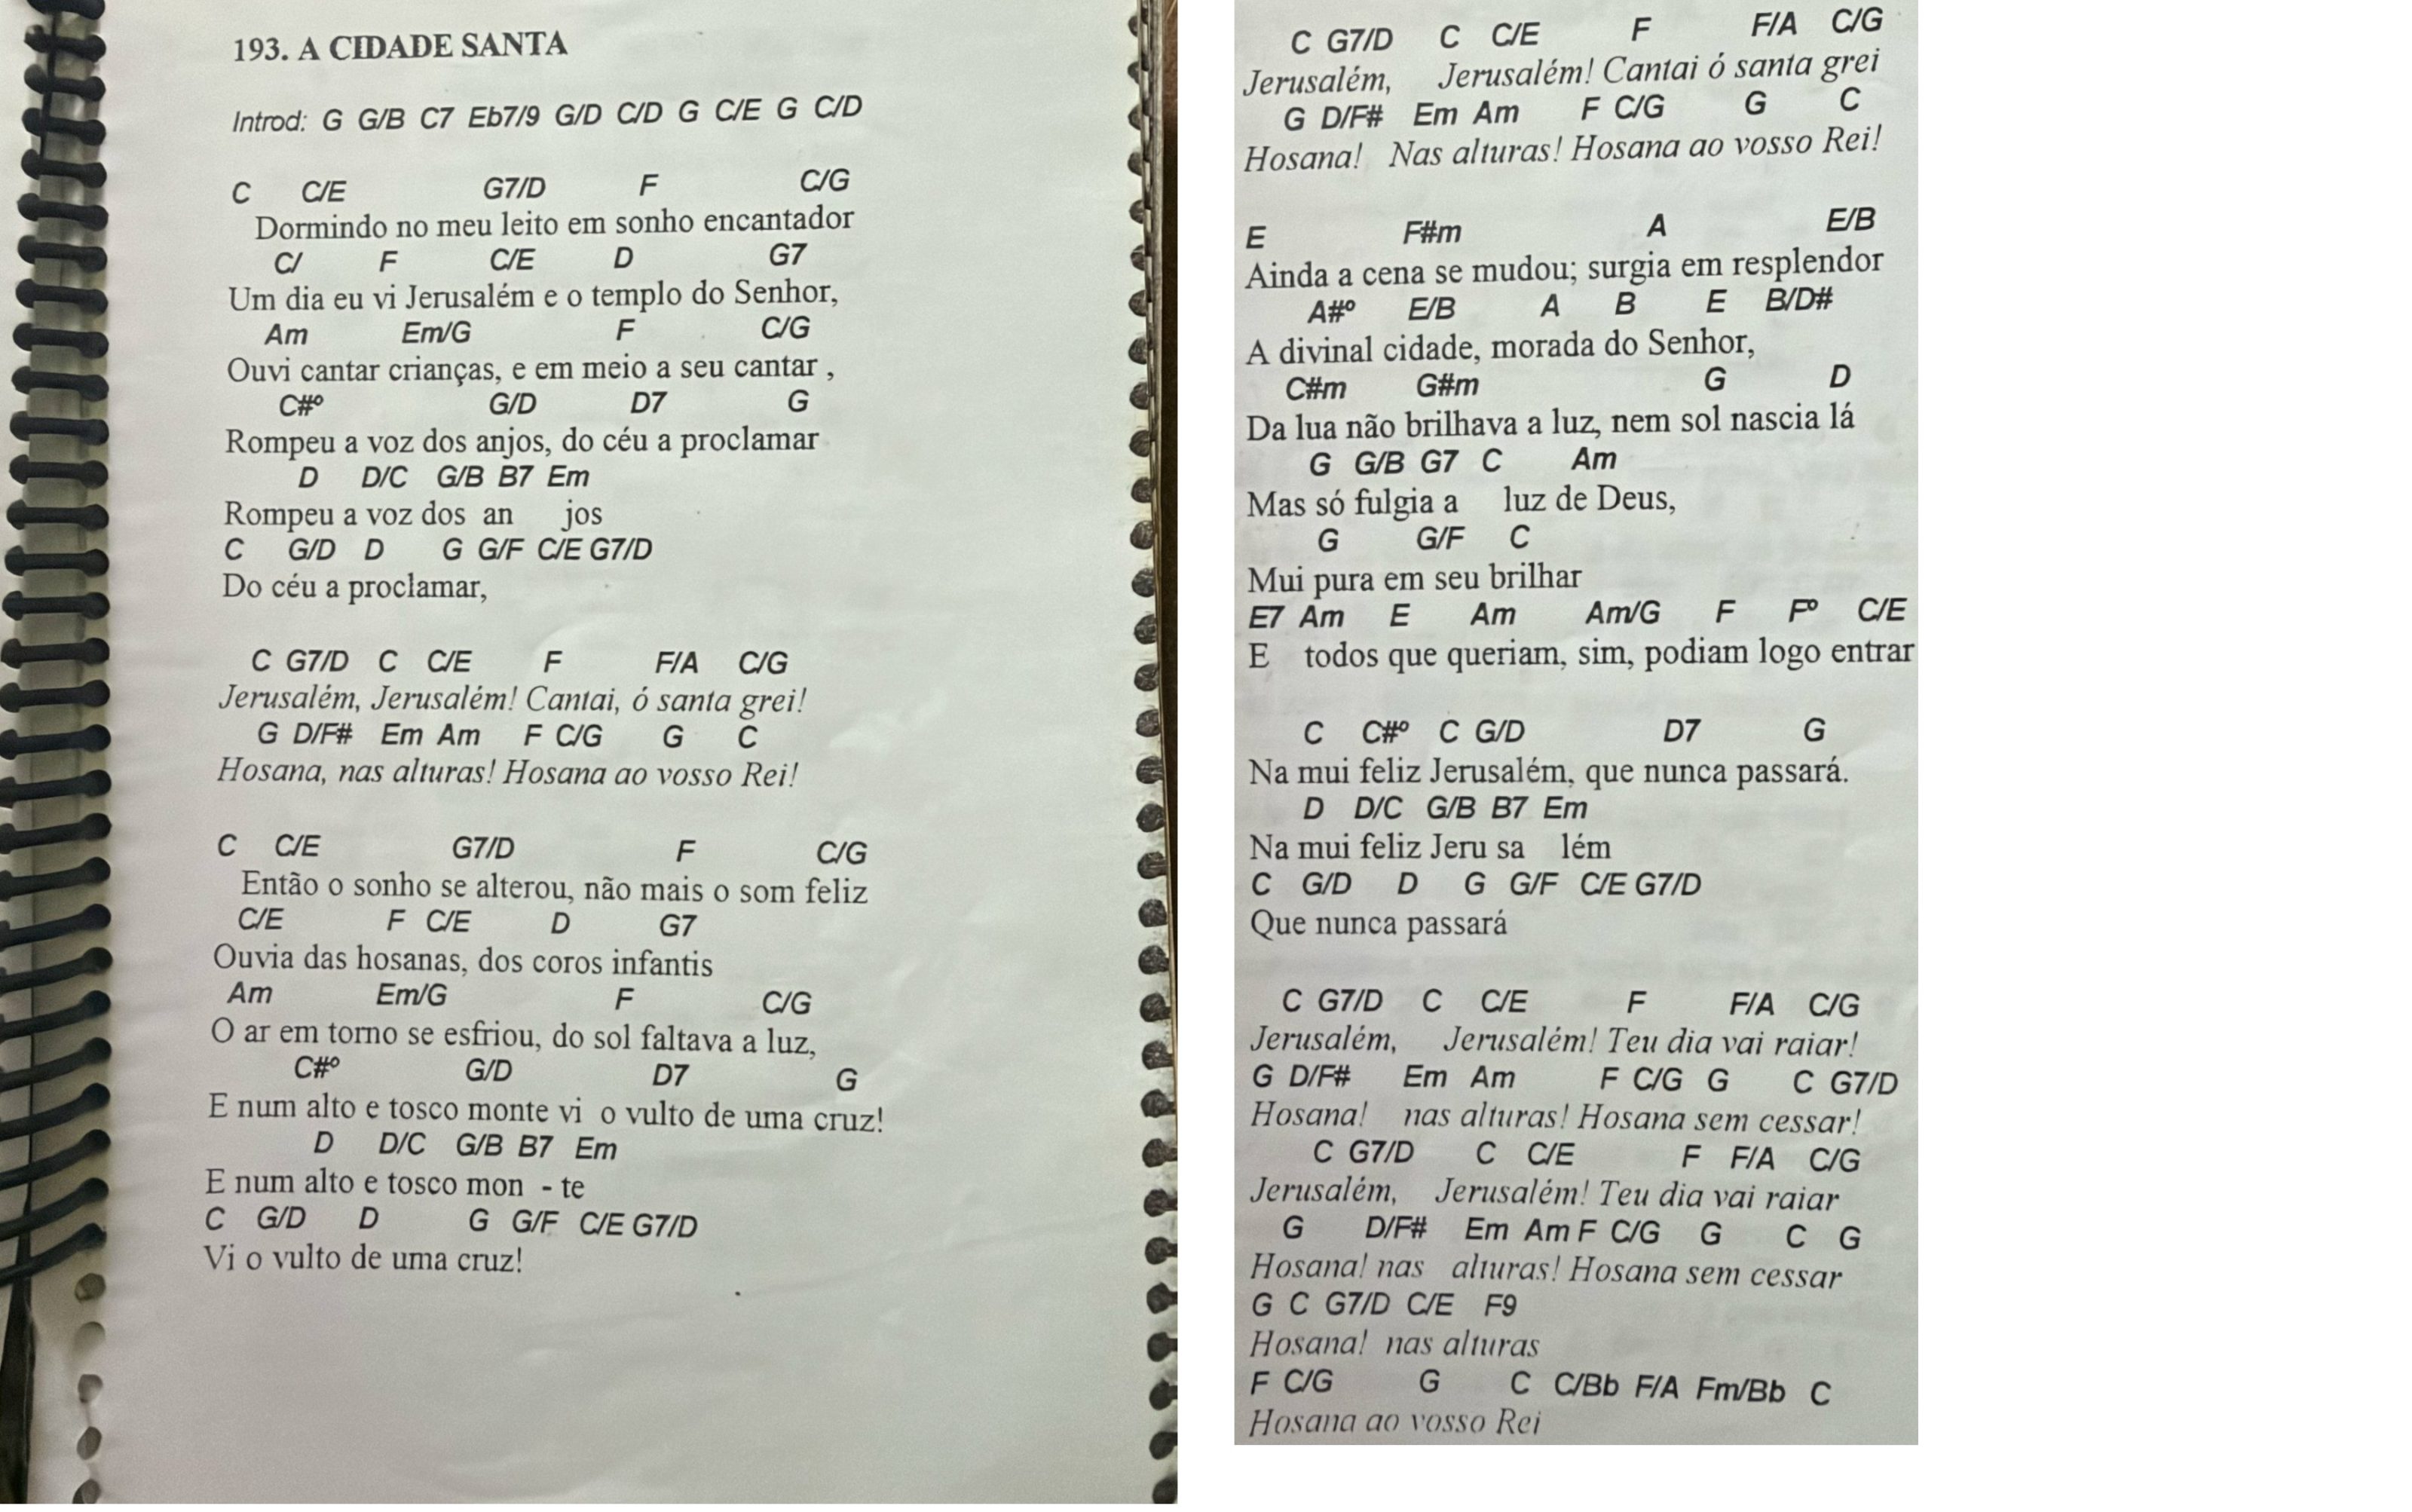 193. A CIDADE SANTA
Introd: G G/B C7 Eb7/9 G/D C/D G C/E G C/D
C C/E G7/D F C/G
Dormindo no meu leito em sonho encantador
C/ F C/E D G7
Um dia eu vi Jerusalém e o templo do Senhor,
Am Em/G F C/G
Ouvi cantar crianças, e em meio a seu cantar ,
C#º G/D D7 G
Rompeu a voz dos anjos, do céu a proclamar
D D/C G/B B7 Em
Rompeu a voz dos an jos
C G/D D G G/F C/E G7/D
Do céu a proclamar,
C G7/D C C/E F F/A C/G
Jerusalém, Jerusalém! Cantai, ó santa grei!
G D/F# Em Am F C/G G C
Hosana, nas alturas! Hosana ao vosso Rei!
C C/E G7/D F C/G
Então o sonho se alterou, não mais o som feliz
C/E F C/E D G7
Ouvia das hosanas, dos coros infantis
Am Em/G F C/G
O ar em torno se esfriou, do sol faltava a luz,
C#º G/D D7 G
E num alto e tosco monte vi o vulto de uma cruz!
D D/C G/B B7 Em
E num alto e tosco mon - te
C G/D D G G/F C/E G7/D
Vi o vulto de uma cruz!
C G7/D C C/E F F/A C/G
Jerusalém, Jerusalém! Cantai ó santa grei
G D/F# Em Am F C/G G C
Hosana! Nas alturas! Hosana ao vosso Rei!
E F#m A E/B
Ainda a cena se mudou; surgia em resplendor
A#º E/B A B E B/D#
A divinal cidade, morada do Senhor,
C#m G#m G D
Da lua não brilhava a luz, nem sol nascia lá
G G/B G7 C Am
Mas só fulgia a luz de Deus,
G G/F C
Mui pura em seu brilhar
E7 Am E Am Am/G F Fº C/E
E todos que queriam, sim, podiam logo entrar
C C#º C G/D D7 G
Na mui feliz Jerusalém, que nunca passará.
D D/C G/B B7 Em
Na mui feliz Jeru sa lém
C G/D D G G/F C/E G7/D
Que nunca passará
C G7/D C C/E F F/A C/G
Jerusalém, Jerusalém! Teu dia vai raiar!
G D/F# Em Am F C/G G C G7/D
Hosana! nas alturas! Hosana sem cessar!
C G7/D C C/E F F/A C/G
Jerusalém, Jerusalém! Teu dia vai raiar
G D/F# Em Am F C/G G C G
Hosana! nas alturas! Hosana sem cessar
G C G7/D C/E F9
Hosana! nas alturas
F C/G G C C/Bb F/A Fm/Bb C
Hosana ao vosso Rei